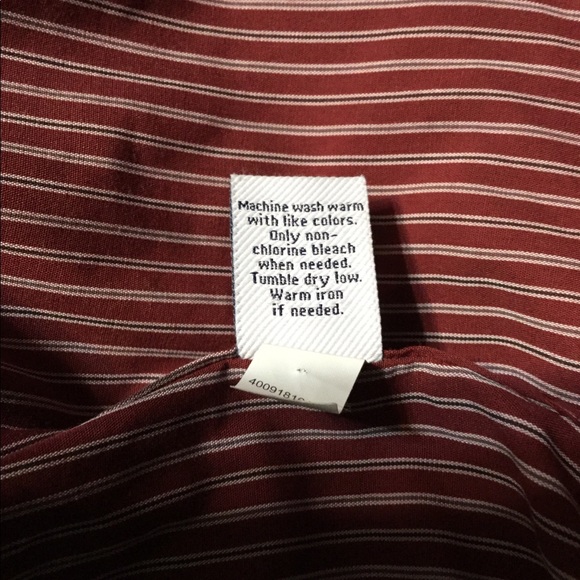 Machine wash warm
with like colors.
Only non-
chlorine bleach
when needed.
Tumble dry low.
Warm iron
if needed.